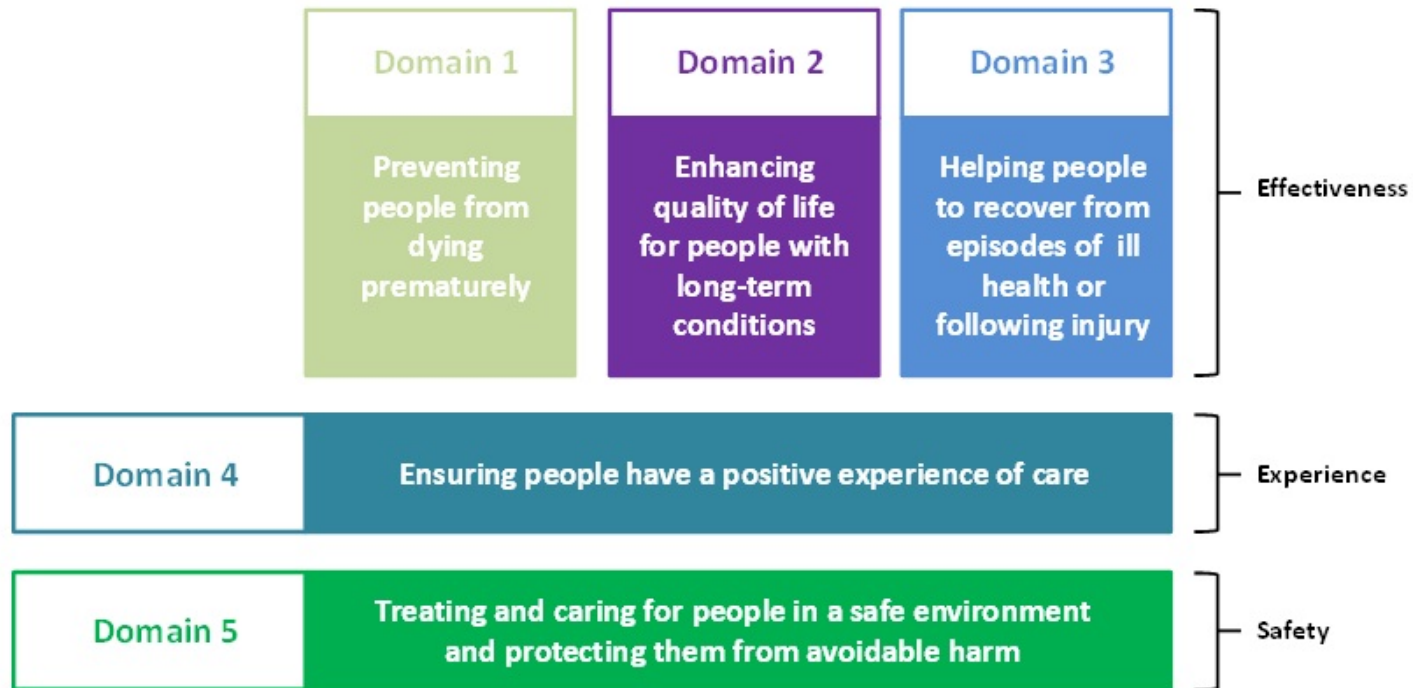 Domain 1
Preventing
people from
dying
prematurely
Domain 2
Enhancing
quality of life
for people with
long-term
conditions
Domain 3
Helping people
to recover from
episodes of ill
health or
following injury
Effectiveness
Domain 4
Ensuring people have a positive experience of care
Experience
Domain 5
Treating and caring for people in a safe environment
and protecting them from avoidable harm
Safety